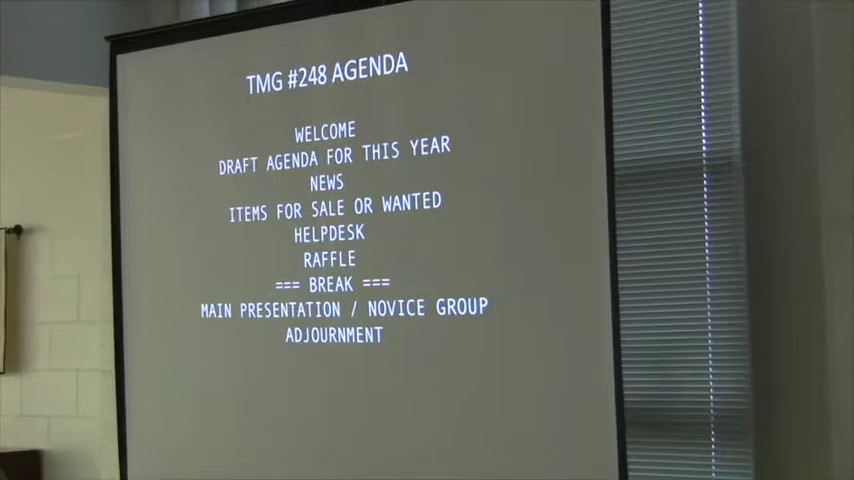 TMG #248 AGENDA
WELCOME
DRAFT AGENDA FOR THIS YEAR
NEWS
ITEMS FOR SALE OR WANTED
HELPDESK
RAFFLE
=== BREAK ===
MAIN PRESENTATION / NOVICE GROUP
ADJOURNMENT